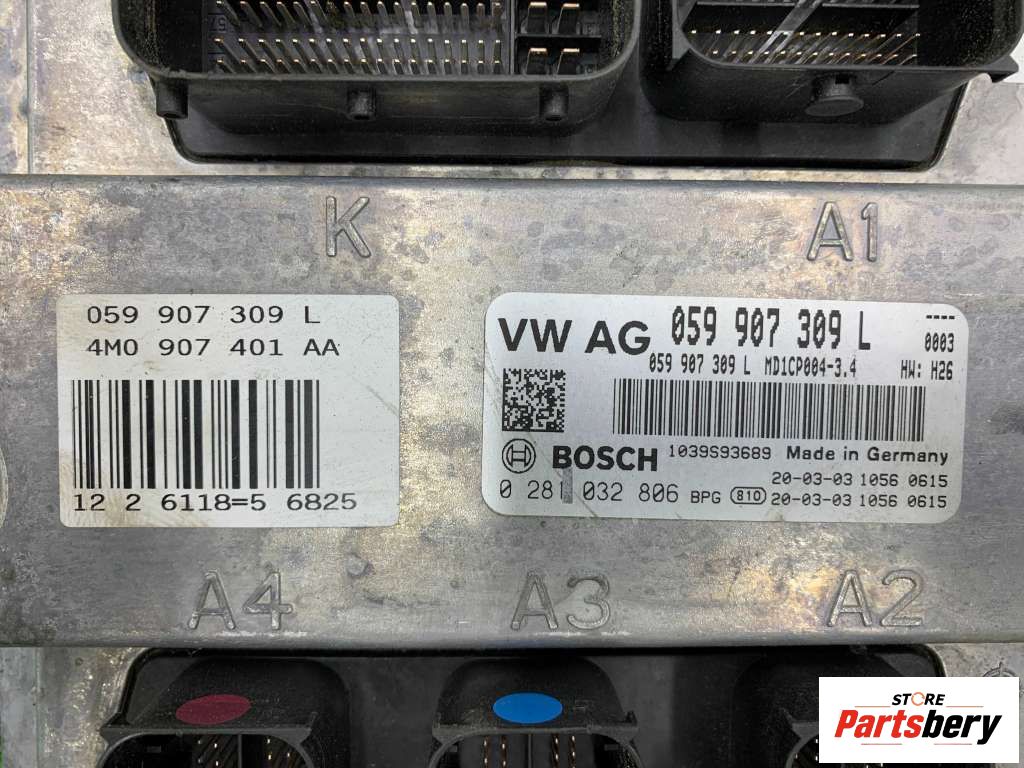 K A1
059 907 309 L
4M0 907 401 AA
12 2 6118=5 6825
VW AG 059 907 309 L ----
0003
059 907 309 L MD1CP004-3.4 HW: H26
BOSCH 1039S93689 Made in Germany
20-03-03 1056 0615
0 281 032 806 BPG 810 20-03-03 1056 0615
A4 A3 A2
STORE
Partsbery